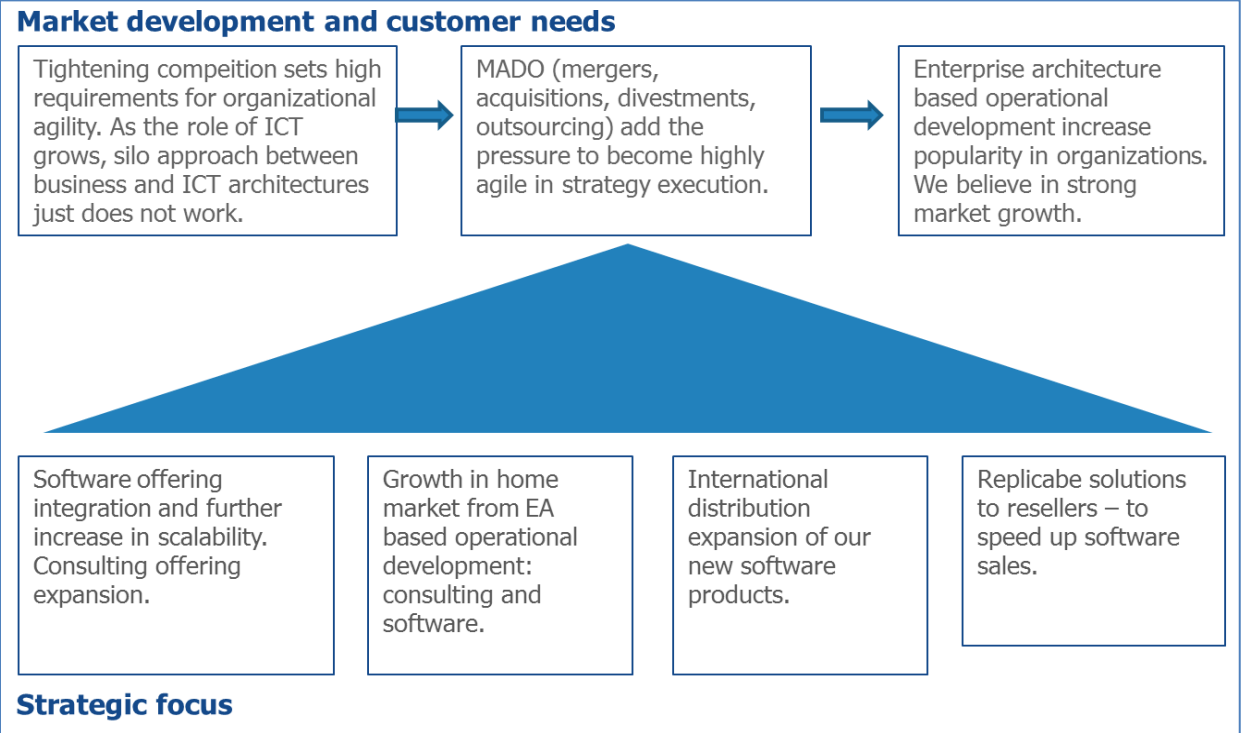 Market development and customer needs
Tightening compeition sets high
requirements for organizational
agility. As the role of ICT
grows, silo approach between
business and ICT architectures
just does not work.
MADO (mergers,
acquisitions, divestments,
outsourcing) add the
pressure to become highly
agile in strategy execution.
Enterprise architecture
based operational
development increase
popularity in organizations.
We believe in strong
market growth.
Software offering
integration and further
increase in scalability.
Consulting offering
expansion.
Growth in home
market from EA
based operational
development:
consulting and
software.
International
distribution
expansion of our
new software
products.
Replicabe solutions
to resellers – to
speed up software
sales.
Strategic focus